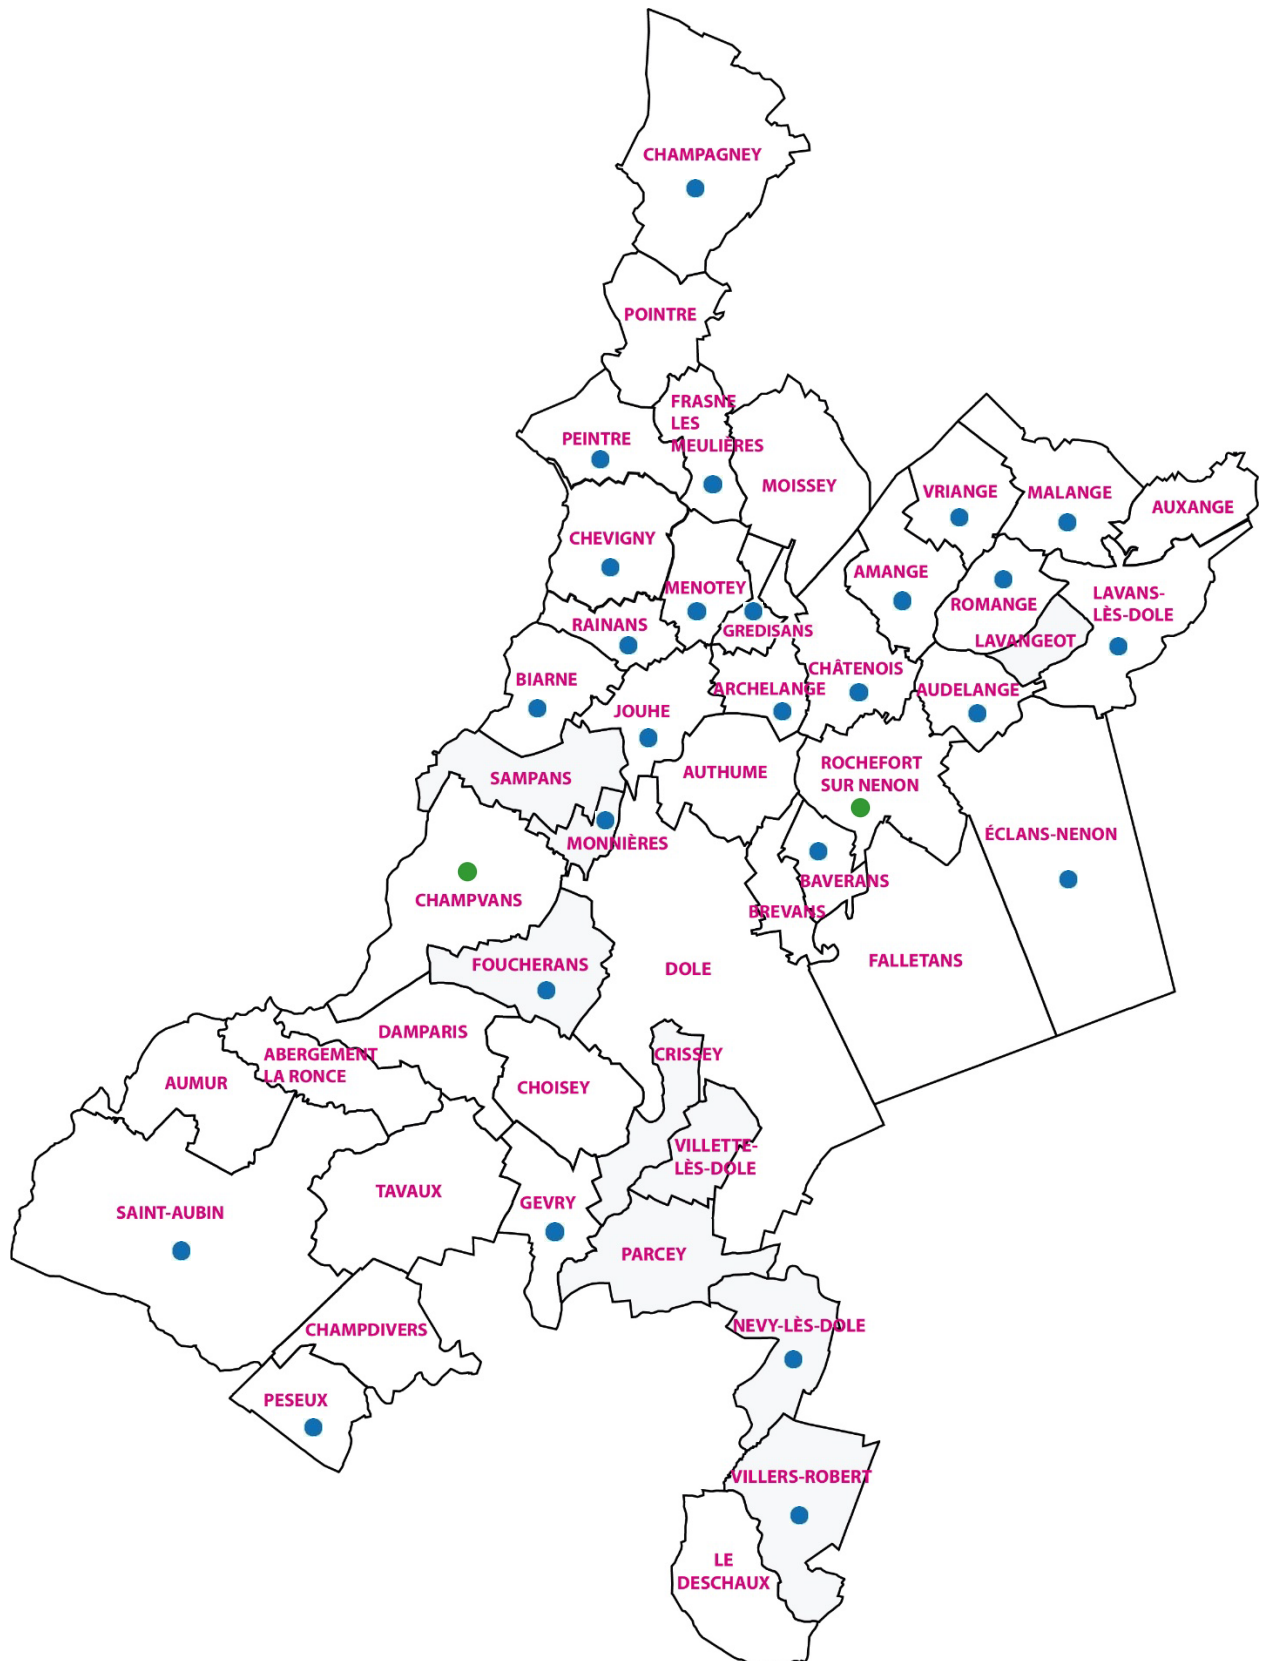 CHAMPAGNEY
POINTRE
FRASNE
LES
MEULIÈRES
PEINTRE
MOISSEY
VRIANGE
MALANGE
AUXANGE
CHEVIGNY
AMANGE
MENOTEY
ROMANGE
LAVANS-
LÈS-DOLE
RAINANS
GREDISANS
LAVANGEOT
CHÂTENOIS
BIARNE
ARCHELANGE
AUDELANGE
JOUHE
SAMPANS
AUTHUME
ROCHEFORT
SUR NENON
ÉCLANS-NENON
MONNIÈRES
BAVERANS
CHAMPVANS
BREVANS
FOUCHERANS
DOLE
FALLETANS
DAMPARIS
ABERGEMENT
LA RONCE
CRISSEY
AUMUR
CHOISEY
VILLETTE-
LÈS-DOLE
TAVAUX
GEVRY
SAINT-AUBIN
PARCEY
CHAMPDIVERS
NEVY-LÈS-DOLE
PESEUX
VILLERS-ROBERT
LE
DESCHAUX